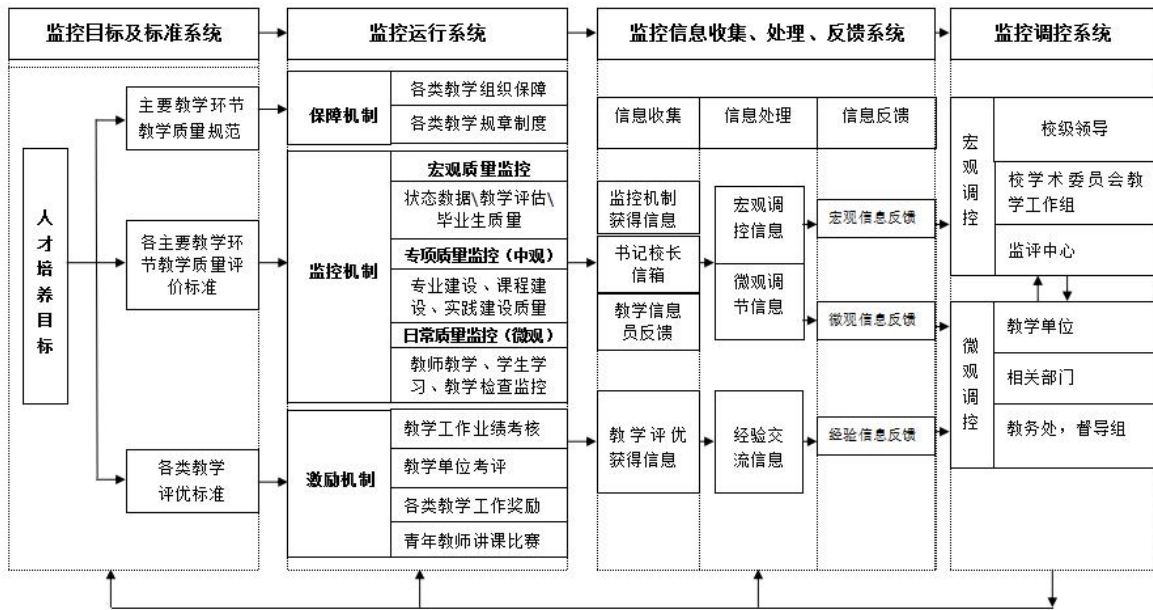 监控目标及标准系统
监控运行系统
监控信息收集、处理、反馈系统
监控调控系统
人才培养目标
主要教学环节
教学质量规范
各主要教学环
节教学质量评
价标准
各类教学
评优标准
保障机制
各类教学组织保障
各类教学规章制度
监控机制
宏观质量监控
状态数据\教学评估\
毕业生质量
专项质量监控（中观）
专业建设、课程建
设、实践建设质量
日常质量监控（微观）
教师教学、学生学
习、教学检查监控
激励机制
教学工作业绩考核
教学单位考评
各类教学工作奖励
青年教师讲课比赛
信息收集
信息处理
信息反馈
监控机制
获得信息
书记校长
信箱
教学信息
员反馈
宏观调
控信息
微观调
节信息
宏观信息反馈
微观信息反馈
教学评优
获得信息
经验交
流信息
经验信息反馈
宏观调控
校级领导
校学术委员会教
学工作组
监评中心
微观调控
教学单位
相关部门
教务处，督导组